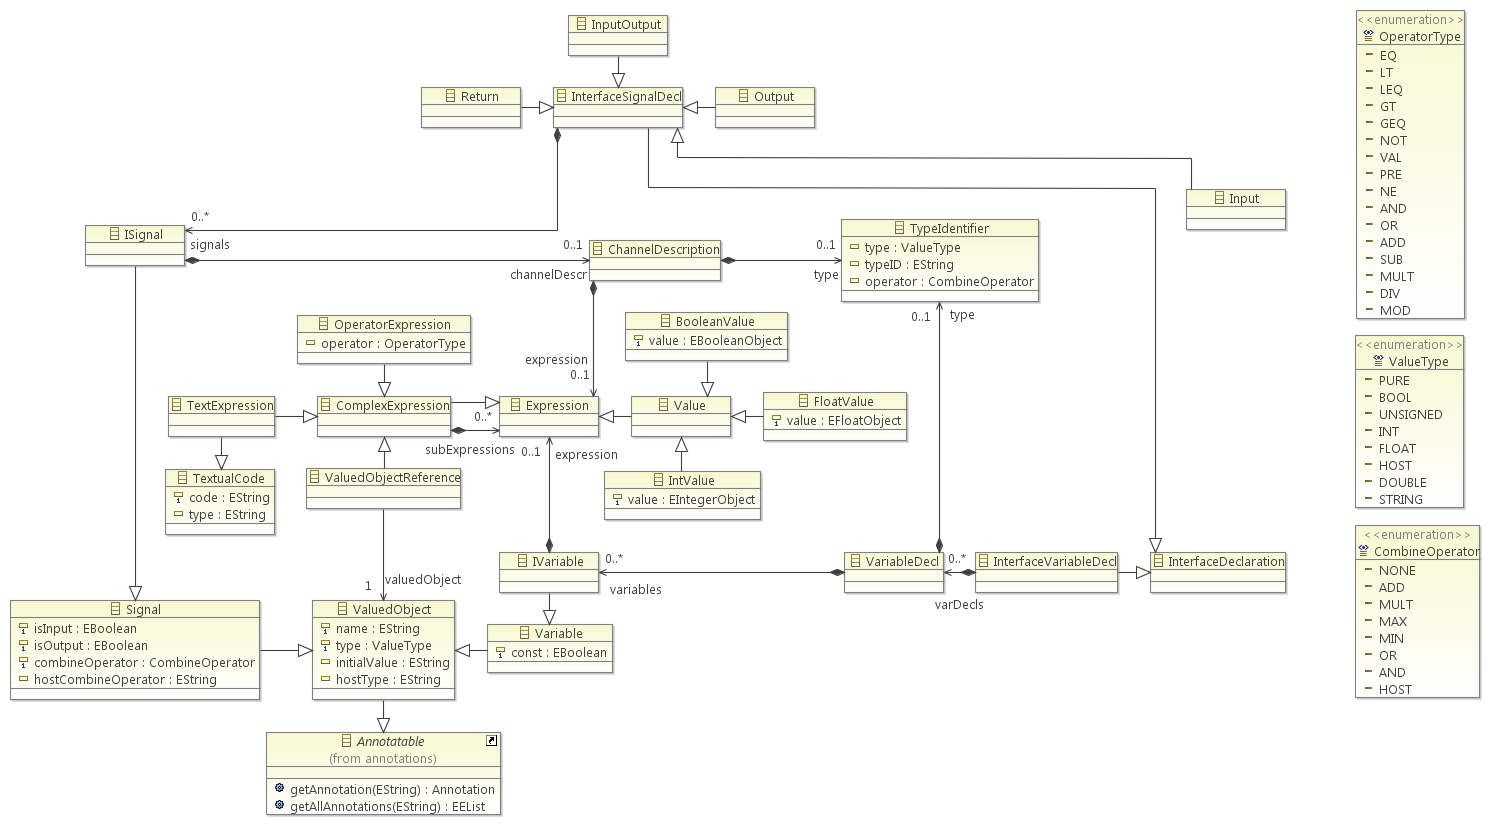 InputOutput
Return
InterfaceSignalDecl
Output
Input
0..*
signals
ISignal
0..1
channelDescr
ChannelDescription
0..1
type
TypeIdentifier
type : ValueType
typeID : EString
operator : CombineOperator
0..1
type
OperatorExpression
operator : OperatorType
expression
0..1
BooleanValue
value : EBooleanObject
TextExpression
ComplexExpression
0..*
subExpressions
Expression
0..1
expression
Value
FloatValue
value : EFloatObject
TextualCode
code : EString
type : EString
ValuedObjectReference
IntValue
value : EIntegerObject
1
valuedObject
IVariable
0..*
variables
VariableDecl
0..*
varDecls
InterfaceVariableDecl
InterfaceDeclaration
Signal
isInput : EBoolean
isOutput : EBoolean
combineOperator : CombineOperator
hostCombineOperator : EString
ValuedObject
name : EString
type : ValueType
initialValue : EString
hostType : EString
Variable
const : EBoolean
Annotatable
(from annotations)
getAnnotation(EString) : Annotation
getAllAnnotations(EString) : EEList
<<enumeration>>
OperatorType
EQ
LT
LEQ
GT
GEQ
NOT
VAL
PRE
NE
AND
OR
ADD
SUB
MULT
DIV
MOD
<<enumeration>>
ValueType
PURE
BOOL
UNSIGNED
INT
FLOAT
HOST
DOUBLE
STRING
<<enumeration>>
CombineOperator
NONE
ADD
MULT
MAX
MIN
OR
AND
HOST